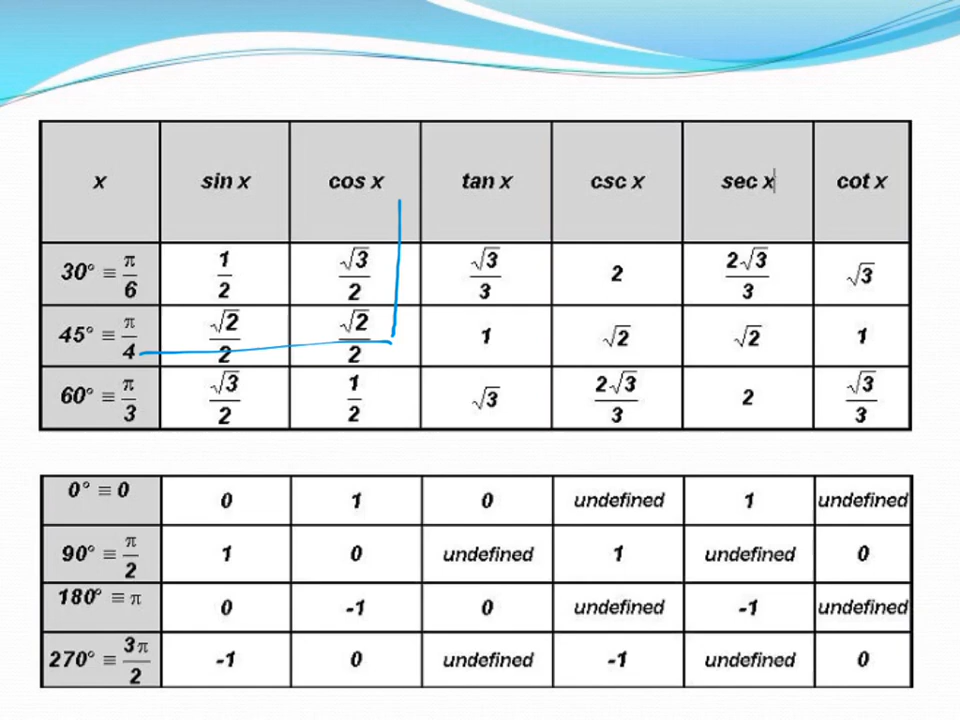 x sin x cos x tan x csc x sec x cot x
30° ≡ π/6 1/2 √3/2 √3/3 2 2√3/3 √3
45° ≡ π/4 √2/2 √2/2 1 √2 √2 1
60° ≡ π/3 √3/2 1/2 √3 2√3/3 2 √3/3
0° ≡ 0 0 1 0 undefined 1 undefined
90° ≡ π/2 1 0 undefined 1 undefined 0
180° ≡ π 0 -1 0 undefined -1 undefined
270° ≡ 3π/2 -1 0 undefined -1 undefined 0